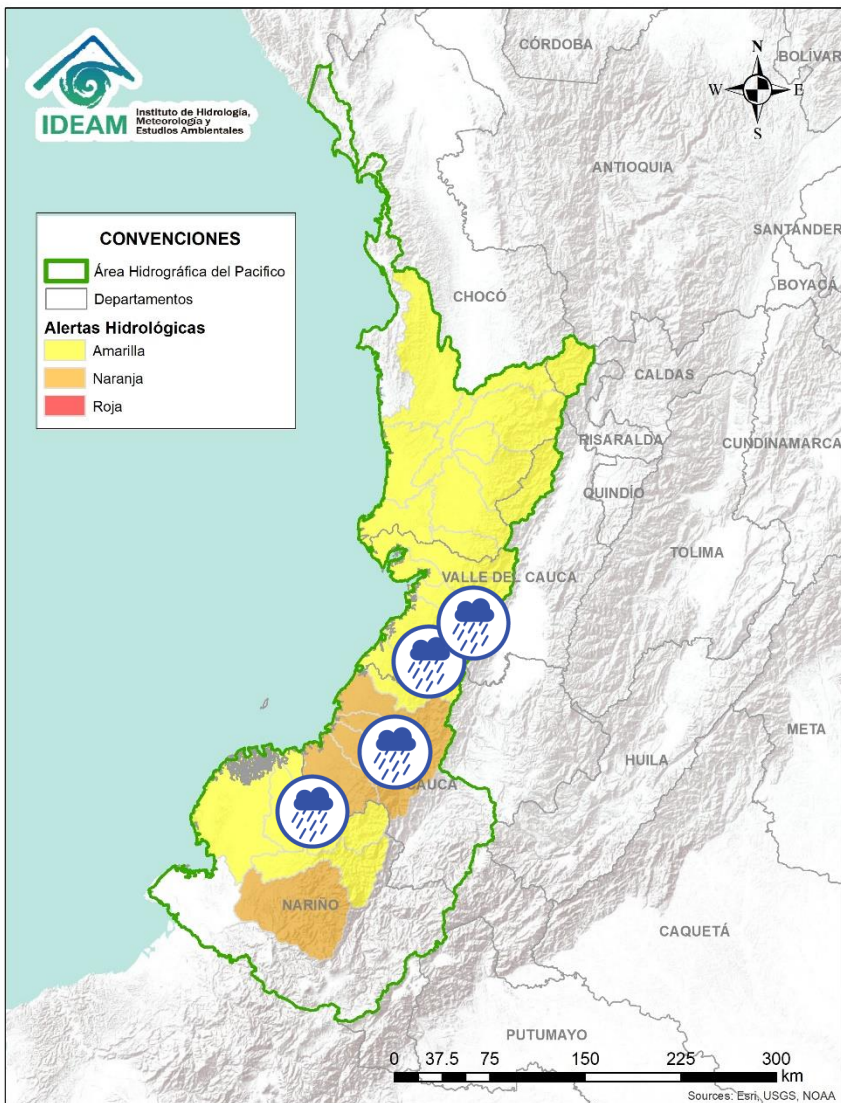 IDEAM
Instituto de Hidrología,
Meteorología y
Estudios Ambientales
CÓRDOBA
BOLÍVAR
N
W
E
S
ANTIOQUIA
SANTANDER
BOYACÁ
CONVENCIONES
Área Hidrográfica del Pacifico
Departamentos
Alertas Hidrológicas
Amarilla
Naranja
Roja
CHOCÓ
CALDAS
RISARALDA
CUNDINAMARCA
QUINDÍO
TOLIMA
VALLE DEL CAUCA
META
HUILA
CAUCA
NARIÑO
CAQUETÁ
PUTUMAYO
0 37.5 75 150 225 300
km
Sources: Esri, USGS, NOAA